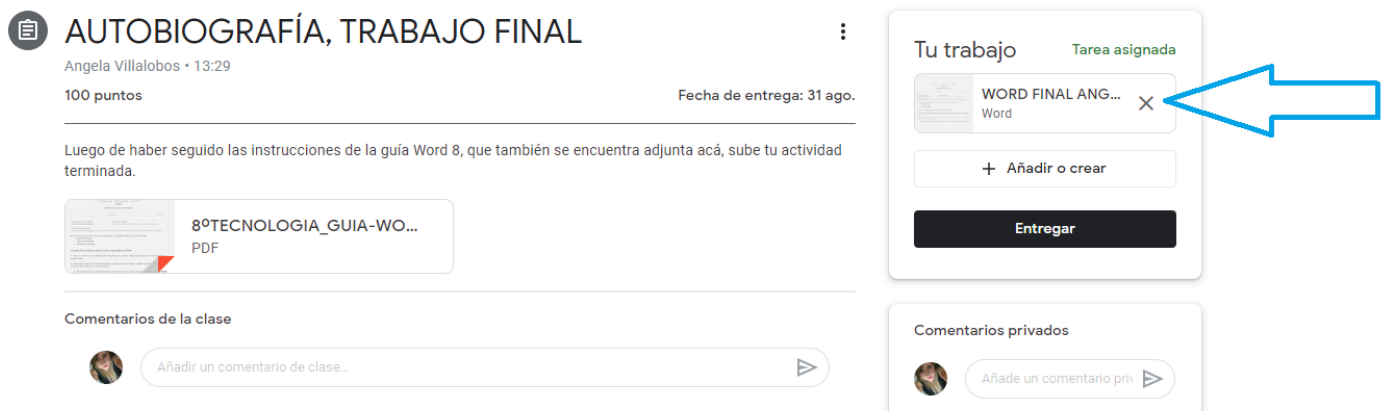 AUTOBIOGRAFÍA, TRABAJO FINAL
Angela Villalobos • 13:29
100 puntos
Fecha de entrega: 31 ago.
Luego de haber seguido las instrucciones de la guía Word 8, que también se encuentra adjunta acá, sube tu actividad
terminada.
8ºTECNOLOGIA_GUIA-WO...
PDF
Comentarios de la clase
Añadir un comentario de clase...
Tu trabajo
Tarea asignada
WORD FINAL ANG...
Word
+ Añadir o crear
Entregar
Comentarios privados
Añade un comentario priv